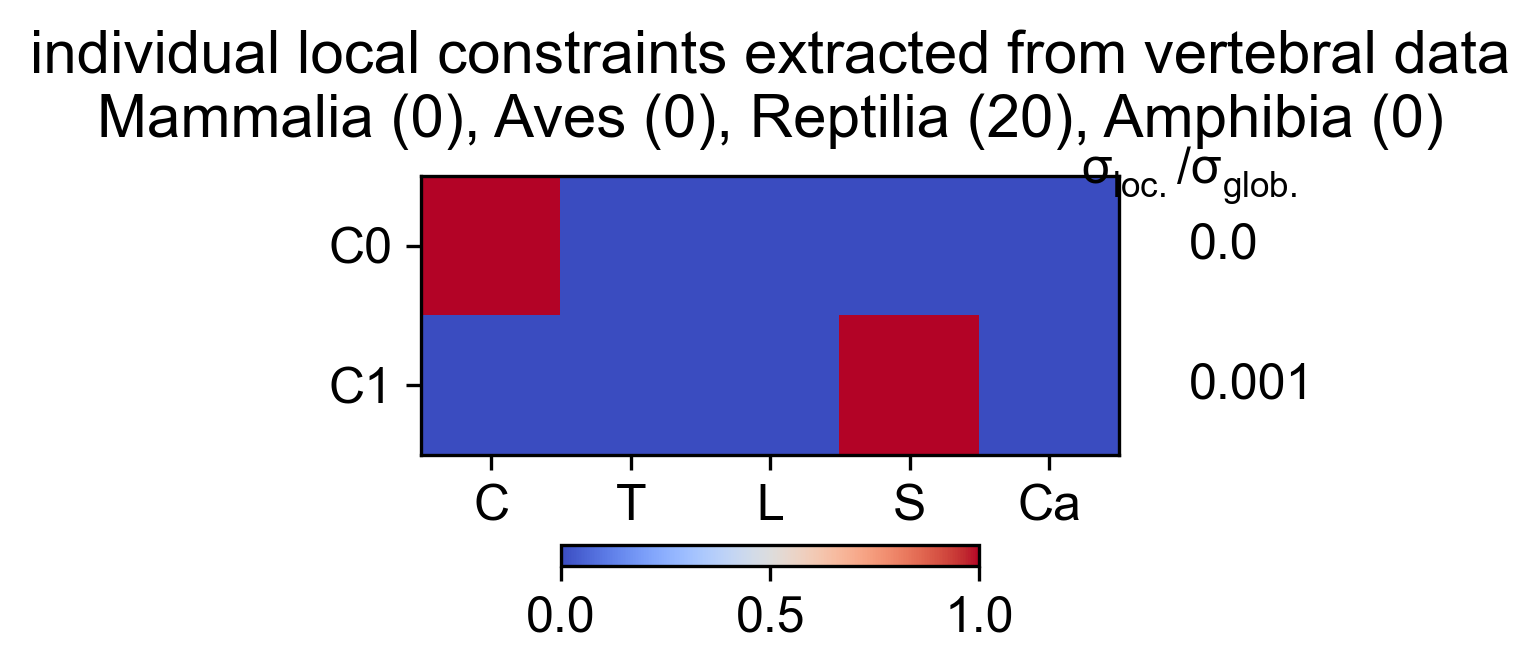 individual local constraints extracted from vertebral data
Mammalia (0), Aves (0), Reptilia (20), Amphibia (0)
σloc. /σglob.
C0 0.0
C1 0.001
C T L S Ca
0.0 0.5 1.0